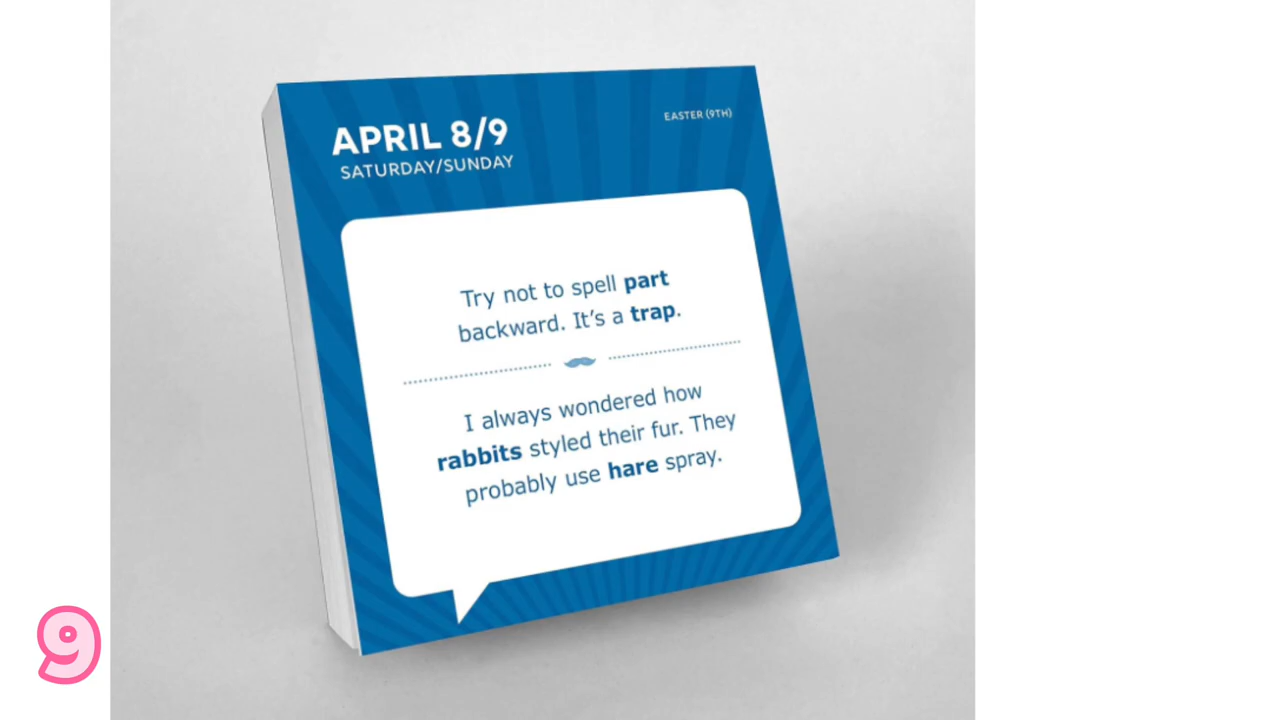 APRIL 8/9
SATURDAY/SUNDAY
EASTER (9TH)
Try not to spell part
backward. It’s a trap.
I always wondered how
rabbits styled their fur. They
probably use hare spray.
9